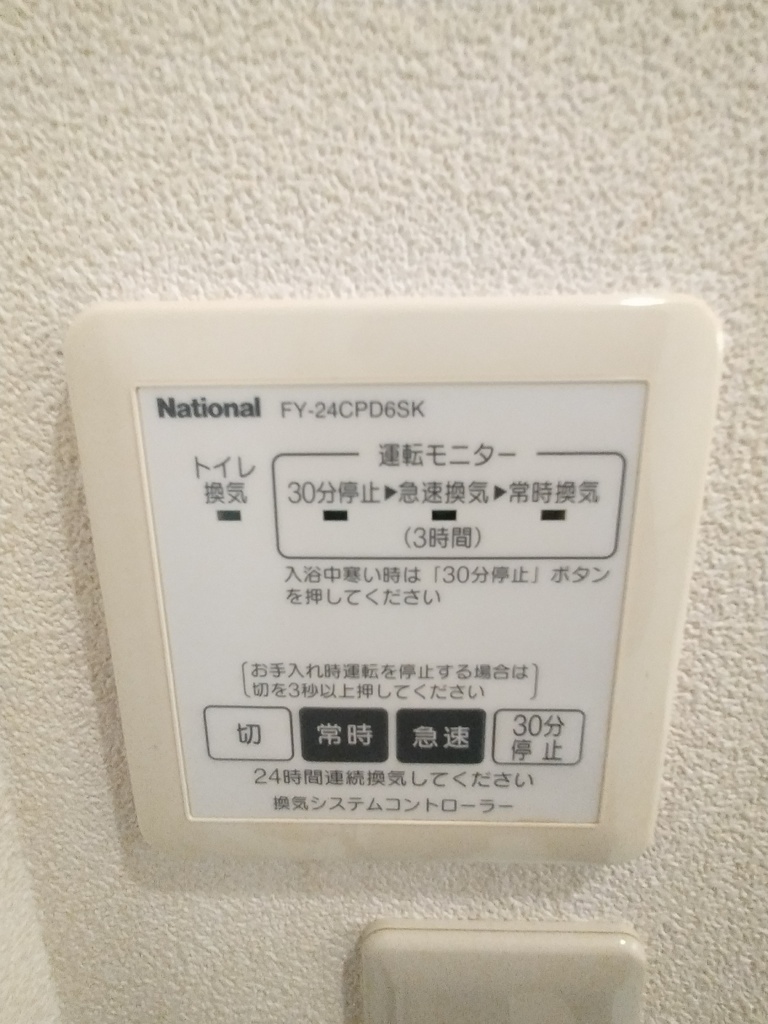 National FY-24CPD6SK
運転モニター
トイレ
換気
30分停止▶急速換気▶常時換気
(3時間)
入浴中寒い時は「30分停止」ボタン
を押してください
お手入れ時運転を停止する場合は
切を3秒以上押してください
切 常時 急速 30分
停止
24時間連続換気してください
換気システムコントローラー